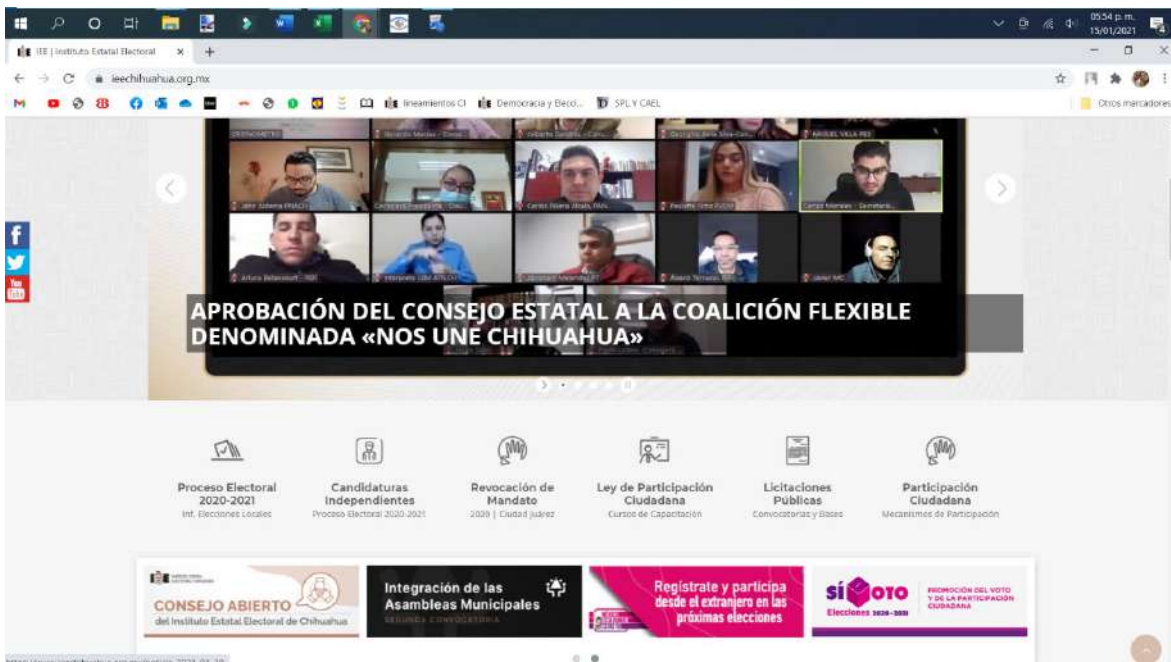 05:54 p. m.
15/01/2021
IEE | Instituto Estatal Electoral
ieechihuahua.org.mx
lineamientos CI
Democracia y Elecci...
SPL Y CAEL
Otros marcadores
APROBACIÓN DEL CONSEJO ESTATAL A LA COALICIÓN FLEXIBLE
DENOMINADA «NOS UNE CHIHUAHUA»
Proceso Electoral
2020-2021
Inf. Elecciones Locales
Candidaturas
Independientes
Proceso Electoral 2020-2021
Revocación de
Mandato
2020 | Ciudad Juárez
Ley de Participación
Ciudadana
Cursos de Capacitación
Licitaciones
Públicas
Convocatorias y Bases
Participación
Ciudadana
Mecanismos de Participación
CONSEJO ABIERTO
del Instituto Estatal Electoral de Chihuahua
Integración de las
Asambleas Municipales
SEGUNDA CONVOCATORIA
Regístrate y participa
desde el extranjero en las
próximas elecciones
SÍ VOTO
Elecciones 2020-2021
PROMOCIÓN DEL VOTO
Y DE LA PARTICIPACIÓN
CIUDADANA